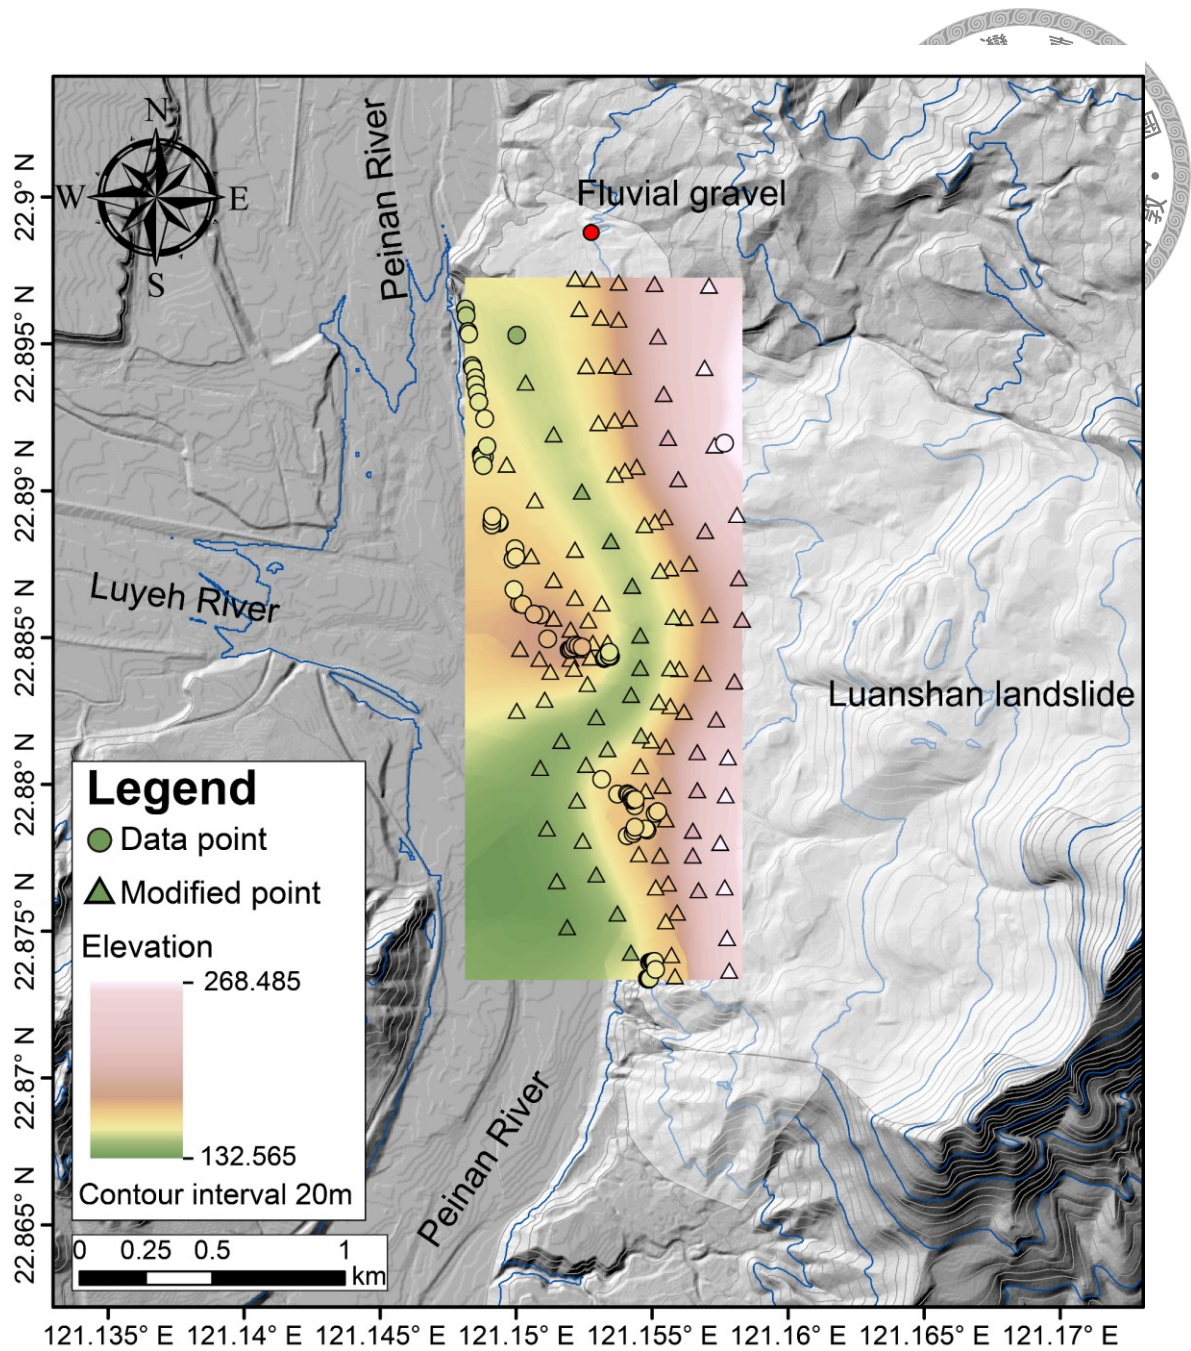 N
W
E
S
Peinan River
Fluvial gravel
Luyeh River
Luanshan landslide
Peinan River
22.9° N
22.895° N
22.89° N
22.885° N
22.88° N
22.875° N
22.87° N
22.865° N
Legend
Data point
Modified point
Elevation
268.485
132.565
Contour interval 20m
0 0.25 0.5 1
km
121.135° E 121.14° E 121.145° E 121.15° E 121.155° E 121.16° E 121.165° E 121.17° E